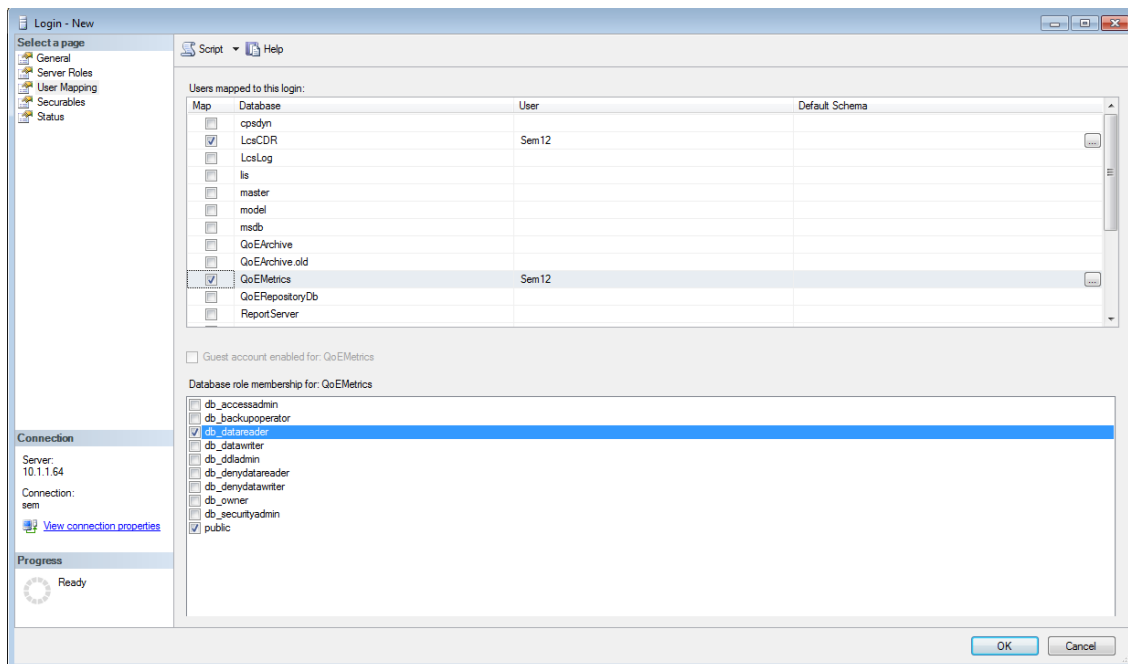 Login - New
Select a page
General
Server Roles
User Mapping
Securables
Status
Script Help
Users mapped to this login:
Map Database User Default Schema
cpsdyn
LcsCDR Sem12 ...
LcsLog
lis
master
model
msdb
QoEArchive
QoEArchive.old
QoEMetrics Sem12 ...
QoERepositoryDb
ReportServer
Guest account enabled for: QoEMetrics
Database role membership for: QoEMetrics
db_accessadmin
db_backupoperator
db_datareader
db_datawriter
db_ddladmin
db_denydatareader
db_denydatawriter
db_owner
db_securityadmin
public
Connection
Server:
10.1.1.64
Connection:
sem
View connection properties
Progress
Ready
OK Cancel